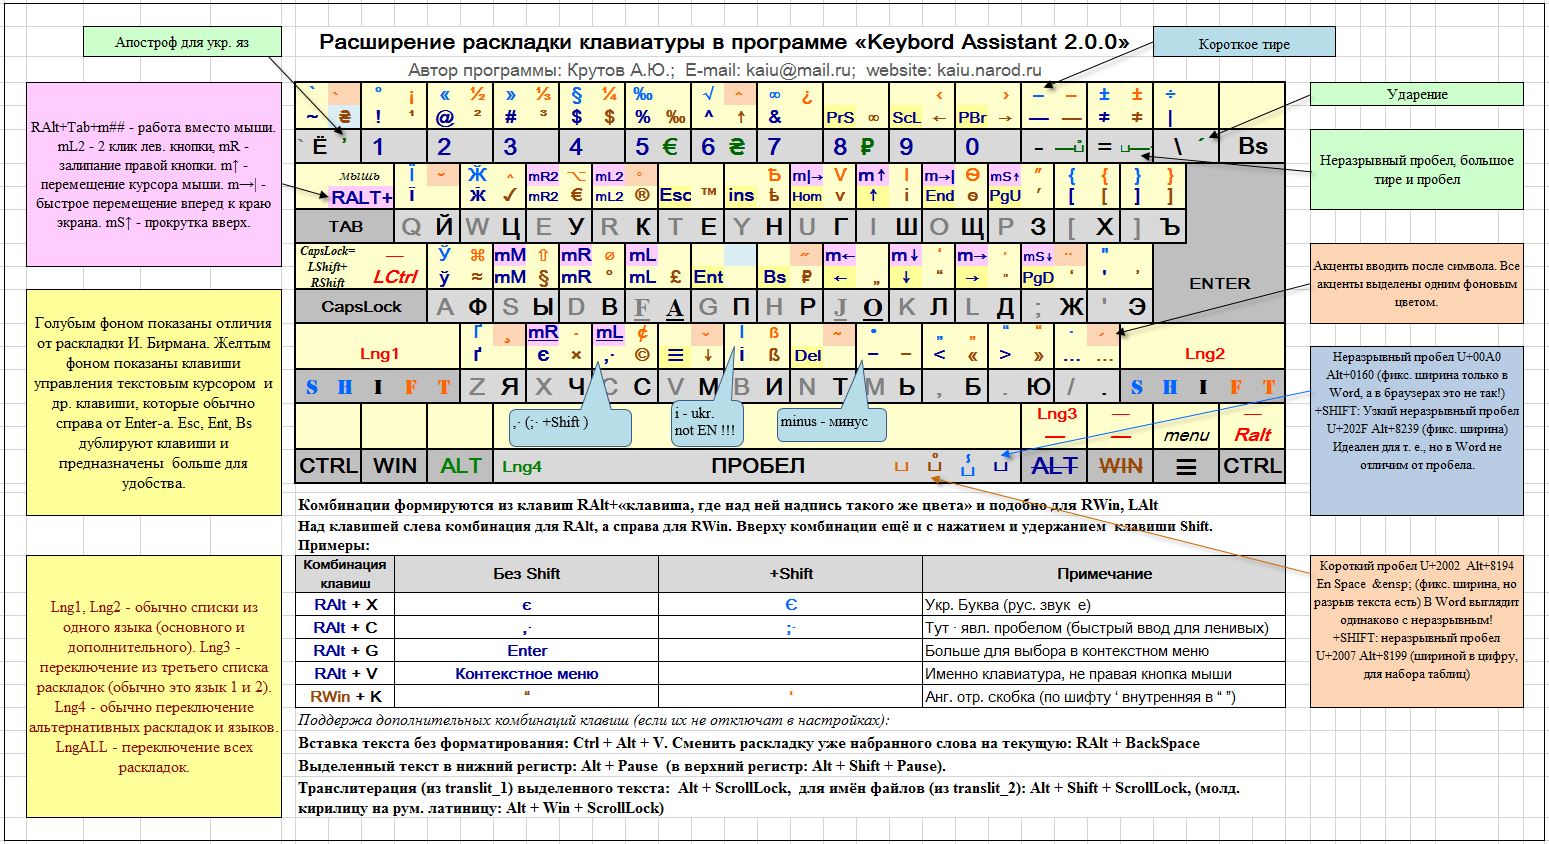 Расширение раскладки клавиатуры в программе «Keybord Assistant 2.0.0»
Автор программы: Крутов А.Ю.;  E-mail: kaiu@mail.ru;  website: kaiu.narod.ru
Апостроф для укр. яз
Короткое тире
Ударение
Неразрывный пробел, большое
тире и пробел
RAlt+Tab+m## - работа вместо мыши.
mL2 - 2 клик лев. кнопки, mR -
залипание правой кнопки. m↑ -
перемещение курсора мыши. m→| -
быстрое перемещение вперед к краю
экрана. mS↑ - прокрутка вверх.
Акценты вводить после символа. Все
акценты выделены одним фоновым
цветом.
Голубым фоном показаны отличия
от раскладки И. Бирмана. Желтым
фоном показаны клавиши
управления текстовым курсором  и
др. клавиши, которые обычно
справа от Enter-а. Esc, Ent, Bs
дублируют клавиши и
предназначены  больше для
удобства.
Неразрывный пробел U+00A0
Alt+0160 (фикс. ширина только в
Word, а в браузерах это не так!)
+SHIFT: Узкий неразрывный пробел
U+202F Alt+8239 (фикс. ширина)
Идеален для т. е., но в Word не
отличим от пробела.
Lng1, Lng2 - обычно списки из
одного языка (основного и
дополнительного). Lng3 -
переключение из третьего списка
раскладок (обычно это язык 1 и 2).
Lng4 - обычно переключение
альтернативных раскладок и языков.
LngALL - переключение всех
раскладок.
Короткий пробел U+2002  Alt+8194
En Space  &ensp; (фикс. ширина, но
разрыв текста есть) В Word выглядит
одинаково с неразрывным!
+SHIFT: неразрывный пробел
U+2007 Alt+8199 (шириной в цифру,
для набора таблиц)
° ¡ « ½ » ⅓ § ¼ ‰ √ ∞ ¿ ‹ › – — ± ± ÷
~ ₴ ! ¹ @ ² # ³ $ $ % ‰ ^ ↑ & PrS ∞ ScL ← PBr → — — ≠ ≠ |
Ё ’ 1 2 3 4 5 € 6 ₴ 7 8 ₽ 9 0 - = \ Bs
мышь Ї Ж mR2 ⌥ mL2 ° Ѣ m|→ V m↑ I m→| Ѳ mS↑ ″ { { } }
RALT+ ї ✓ mR2 € mL2 ® Esc ™ ins ѣ Hom v ↑ i End ѳ PgU ′ [ [ ] ]
TAB Q Й W Ц E У R К T Е Y Н U Г I Ш O Щ P З [ Х ] Ъ
CapsLock=
LShift+
RShift
— LCtrl
Ў ⌘ mM ⇧ mR ø mL m← m↓ ‘ m→ mS↓ "
ў ≈ mM § mR ° mL £ Ent Bs ₽ ← „ ↓ “ → PgD ' ’
CapsLock A Ф S Ы D В F А G П H Р J О K Л L Д ; Ж ' Э
ENTER
Ґ mR mL ¢ І ß ~ •
Lng1 ґ є × ,· © ≡ ↓ і ß Del – – < « > » … … Lng2
S H I F T Z Я X Ч C С V М B И N Т M Ь , Б . Ю / . S H I F T
,· (;· +Shift )
i - ukr.
not EN !!!
minus - минус
Lng3 — — —
— — menu Ralt
CTRL WIN ALT Lng4 ПРОБЕЛ ALT WIN ≡ CTRL
Комбинации формируются из клавиш RAlt+«клавиша, где над ней надпись такого же цвета» и подобно для RWin, LAlt
Над клавишей слева комбинация для RAlt, а справа для RWin. Вверху комбинации ещё и с нажатием и удержанием  клавиши Shift.
Примеры:
Комбинация клавиш Без Shift +Shift Примечание
RAlt + X є Є Укр. Буква (рус. звук  е)
RAlt + C ,· ;· Тут · явл. пробелом (быстрый ввод для ленивых)
RAlt + G Enter Больше для выбора в контекстном меню
RAlt + V Контекстное меню Именно клавиатура, не правая кнопка мыши
RWin + K “ ‘ Анг. отр. скобка (по шифту ‘ внутренняя в “ ”)
Поддержа дополнительных комбинаций клавиш (если их не отключат в настройках):
Вставка текста без форматирования: Ctrl + Alt + V. Сменить раскладку уже набранного слова на текущую: RAlt + BackSpace
Выделенный текст в нижний регистр: Alt + Pause  (в верхний регистр: Alt + Shift + Pause).
Транслитерация (из translit_1) выделенного текста:  Alt + ScrollLock,  для имён файлов (из translit_2): Alt + Shift + ScrollLock, (молд.
кирилицу на рум. латиницу: Alt + Win + ScrollLock)